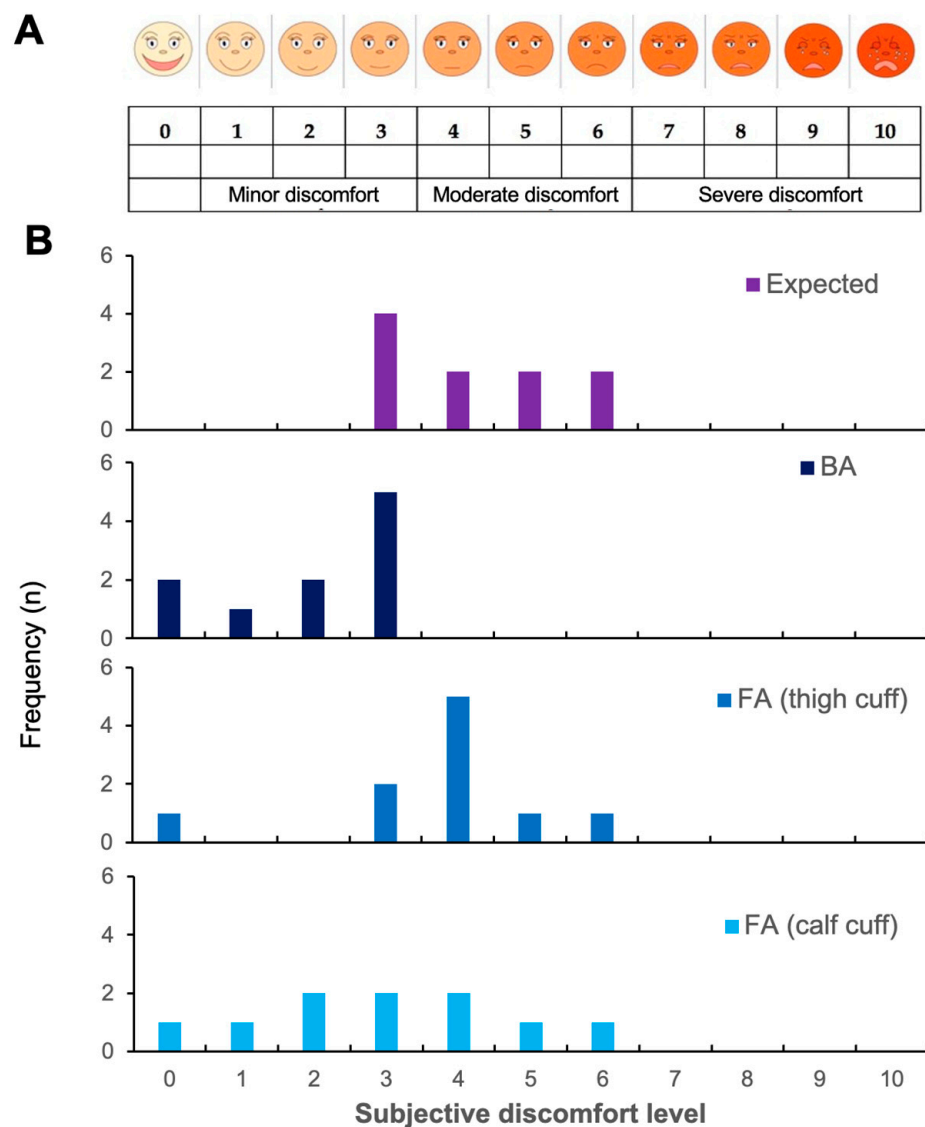 A
0 1 2 3 4 5 6 7 8 9 10
Minor discomfort Moderate discomfort Severe discomfort
B
6
4
2
0
Expected
6
4
2
0
BA
6
4
2
0
FA (thigh cuff)
6
4
2
0
FA (calf cuff)
Frequency (n)
0 1 2 3 4 5 6 7 8 9 10
Subjective discomfort level